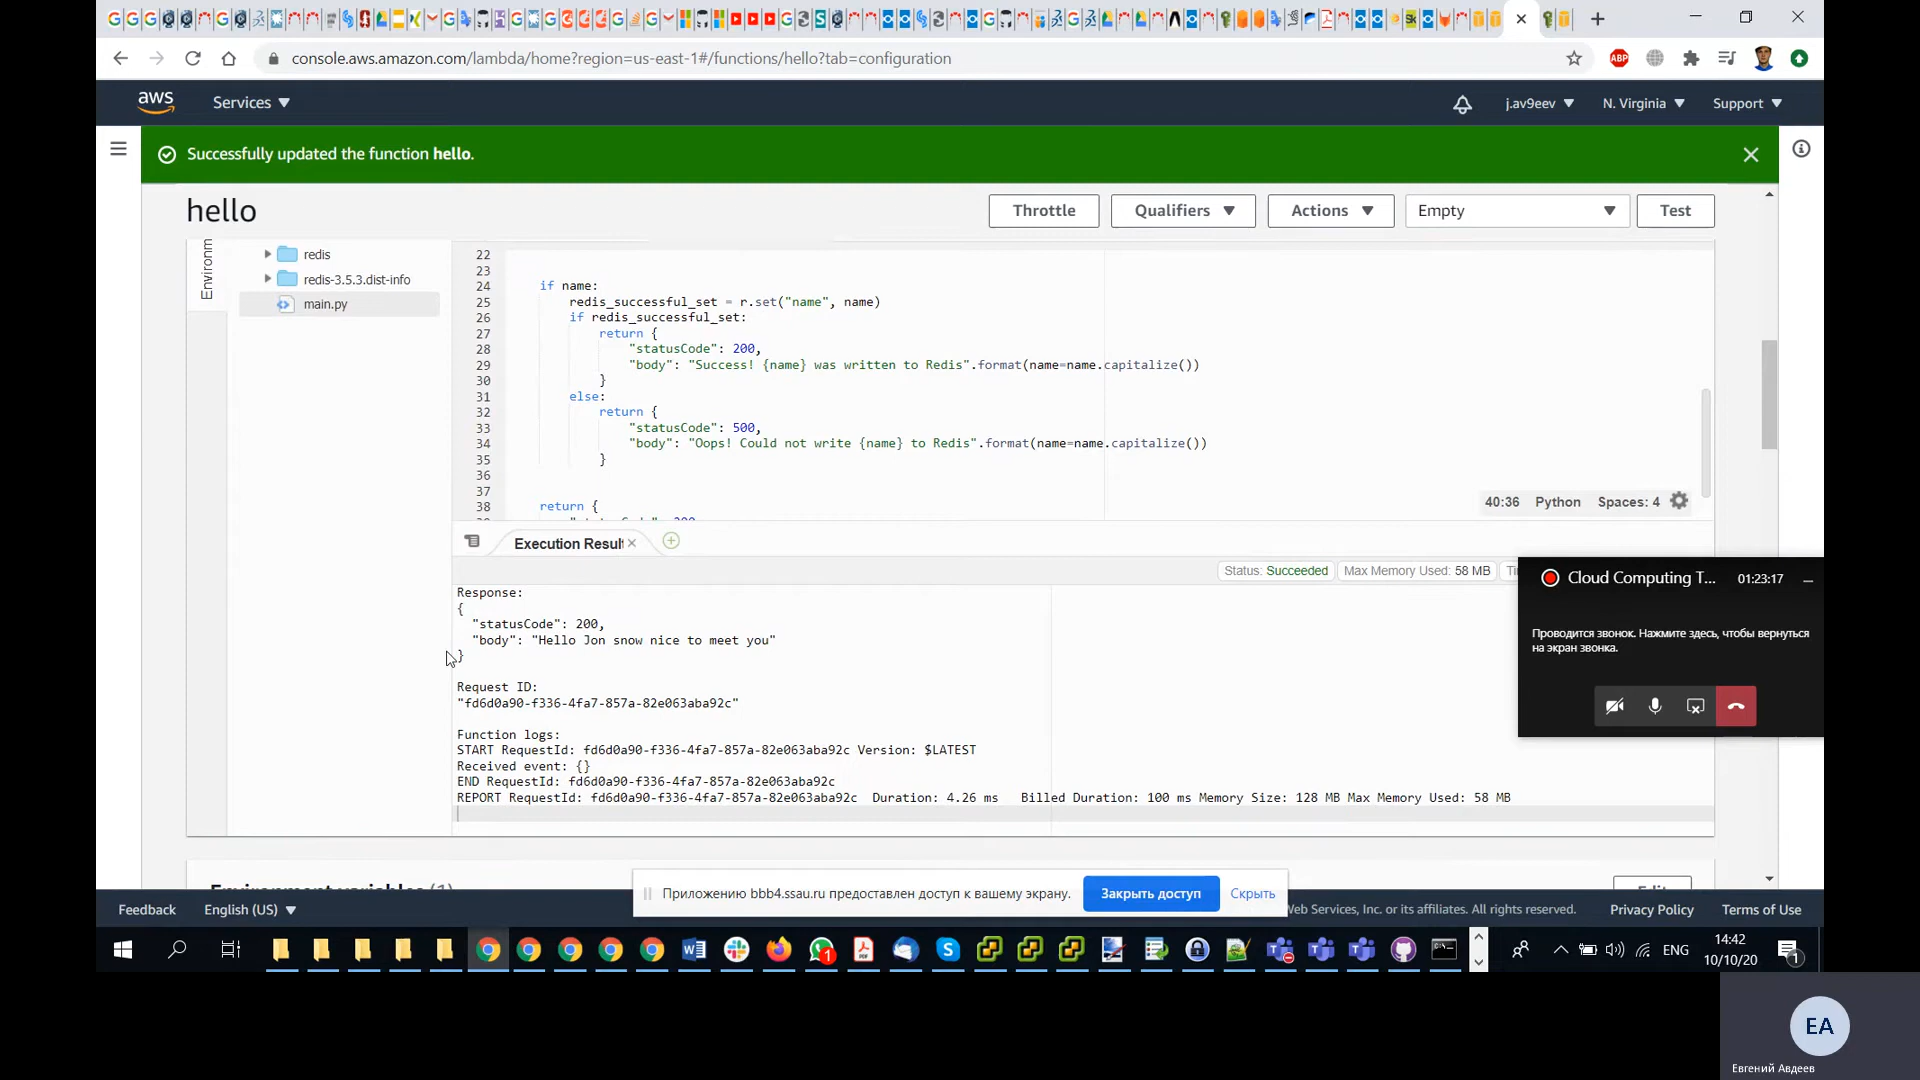 console.aws.amazon.com/lambda/home?region=us-east-1#/functions/hello?tab=configuration
ABP
aws
Services
j.av9eev
N. Virginia
Support
Successfully updated the function hello.
hello
Throttle
Qualifiers
Actions
Empty
Test
Environm
redis
redis-3.5.3.dist-info
main.py
22
23
24 if name:
25 redis_successful_set = r.set("name", name)
26 if redis_successful_set:
27 return {
28 "statusCode": 200,
29 "body": "Success! {name} was written to Redis".format(name=name.capitalize())
30 }
31 else:
32 return {
33 "statusCode": 500,
34 "body": "Oops! Could not write {name} to Redis".format(name=name.capitalize())
35 }
36
37
38 return {
40:36 Python Spaces: 4
Execution Result
Status: Succeeded
Max Memory Used: 58 MB
Response:
{
"statusCode": 200,
"body": "Hello Jon snow nice to meet you"
}
Request ID:
"fd6d0a90-f336-4fa7-857a-82e063aba92c"
Function logs:
START RequestId: fd6d0a90-f336-4fa7-857a-82e063aba92c Version: $LATEST
Received event: {}
END RequestId: fd6d0a90-f336-4fa7-857a-82e063aba92c
REPORT RequestId: fd6d0a90-f336-4fa7-857a-82e063aba92c Duration: 4.26 ms Billed Duration: 100 ms Memory Size: 128 MB Max Memory Used: 58 MB
Cloud Computing T...
01:23:17
Проводится звонок. Нажмите здесь, чтобы вернуться
на экран звонка.
Environment variables (1)
Edit
Приложению bbb4.ssau.ru предоставлен доступ к вашему экрану.
Закрыть доступ
Скрыть
Feedback
English (US)
Web Services, Inc. or its affiliates. All rights reserved.
Privacy Policy
Terms of Use
ENG
14:42
10/10/20
1
EA
Евгений Авдеев